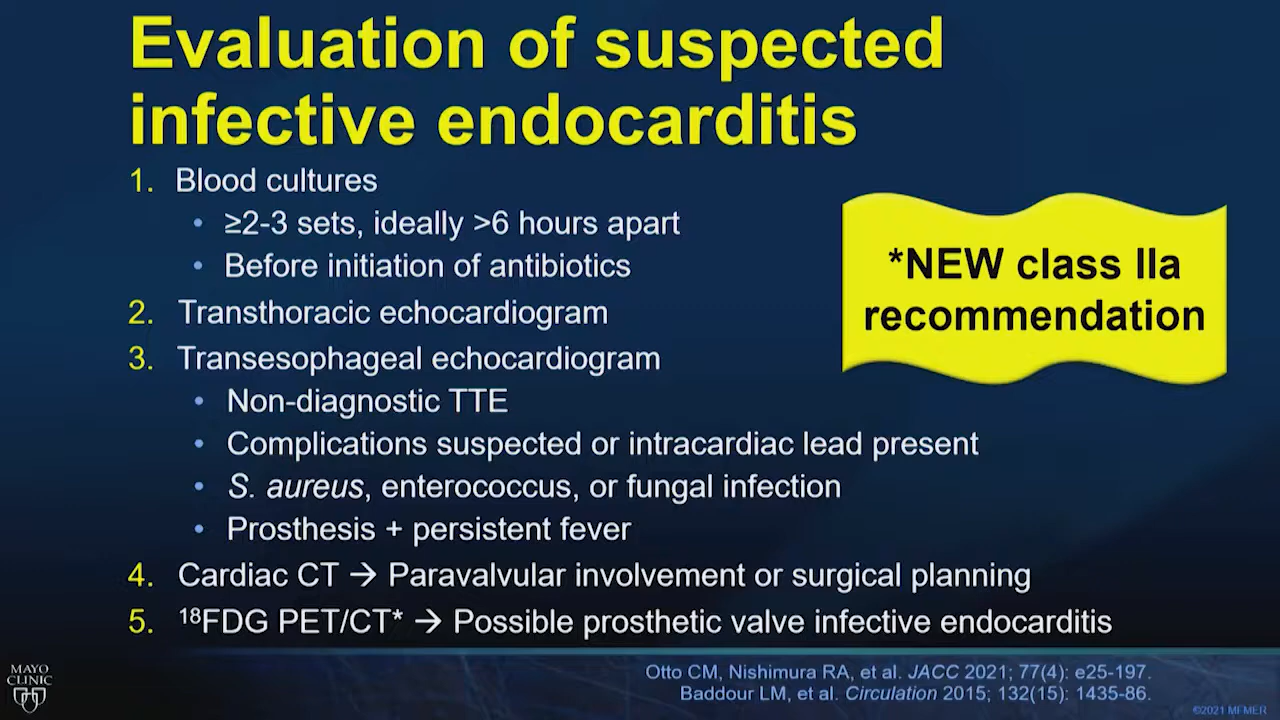 Evaluation of suspected
infective endocarditis
1. Blood cultures
• ≥2-3 sets, ideally >6 hours apart
• Before initiation of antibiotics
2. Transthoracic echocardiogram
3. Transesophageal echocardiogram
• Non-diagnostic TTE
• Complications suspected or intracardiac lead present
• S. aureus, enterococcus, or fungal infection
• Prosthesis + persistent fever
4. Cardiac CT → Paravalvular involvement or surgical planning
5. ¹⁸FDG PET/CT* → Possible prosthetic valve infective endocarditis
*NEW class IIa
recommendation
MAYO
CLINIC
Otto CM, Nishimura RA, et al. JACC 2021; 77(4): e25-197.
Baddour LM, et al. Circulation 2015; 132(15): 1435-86.
©2021 MFMER